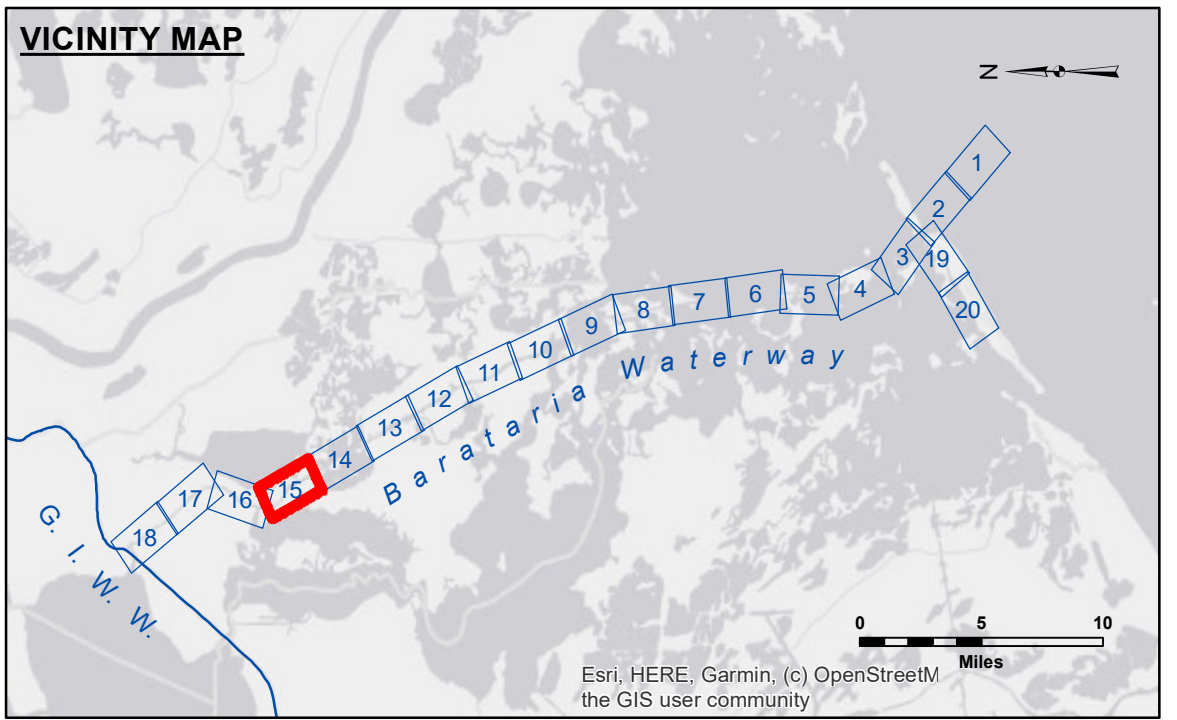 VICINITY MAP
N
1
2
3
19
20
4
5
6
7
8
9
10
11
12
13
14
15
16
17
18
Barataria Waterway
G. I. W. W.
0 5 10
Miles
Esri, HERE, Garmin, (c) OpenStreetM
the GIS user community